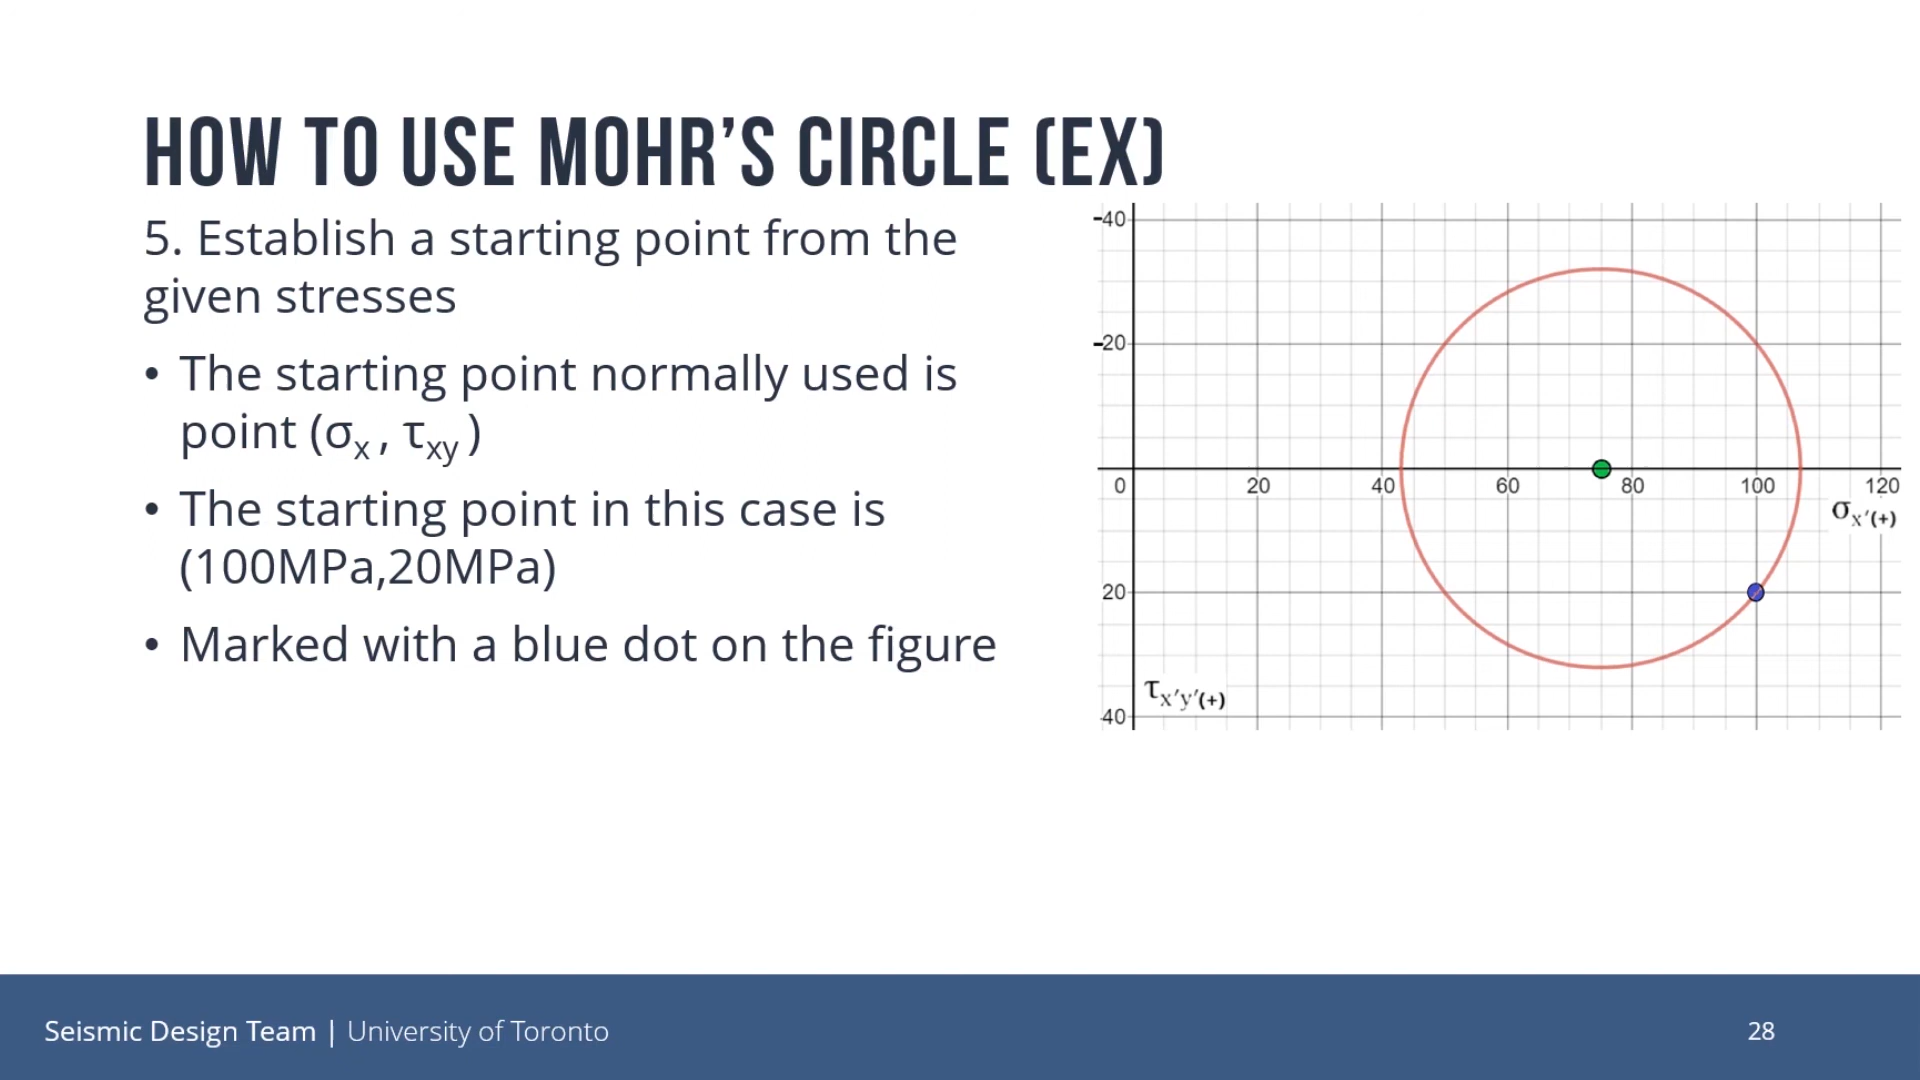 HOW TO USE MOHR’S CIRCLE (EX)
5. Establish a starting point from the
given stresses
• The starting point normally used is
point (σx , τxy )
• The starting point in this case is
(100MPa,20MPa)
• Marked with a blue dot on the figure
-40
-20
0 20 40 60 80 100 120
σx′(+)
20
τx′y′(+)
40
Seismic Design Team | University of Toronto
28